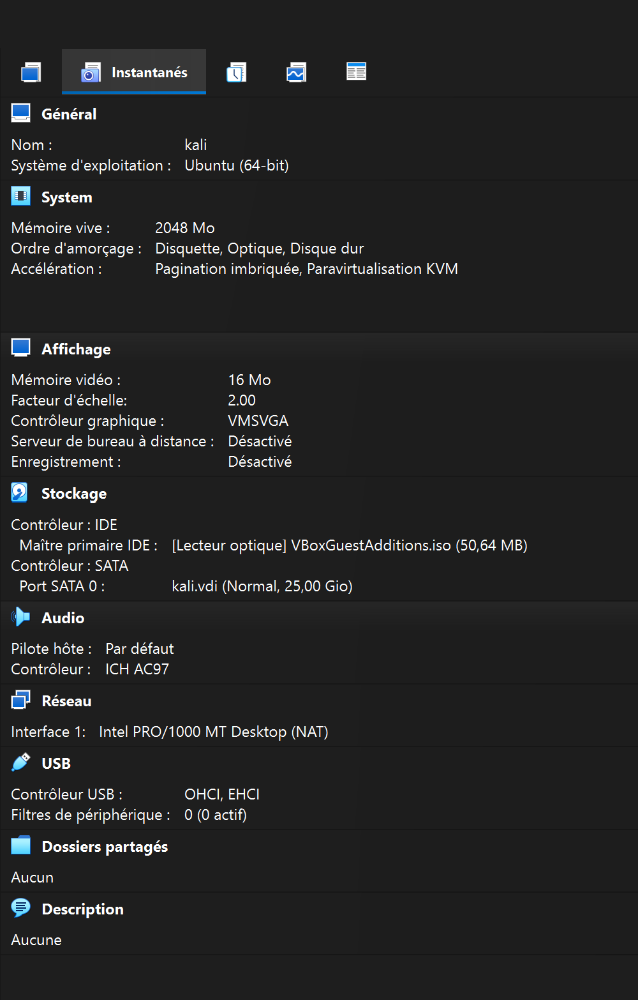 Instantanés
Général
Nom : kali
Système d'exploitation : Ubuntu (64-bit)
System
Mémoire vive : 2048 Mo
Ordre d'amorçage : Disquette, Optique, Disque dur
Accélération : Pagination imbriquée, Paravirtualisation KVM
Affichage
Mémoire vidéo : 16 Mo
Facteur d'échelle: 2.00
Contrôleur graphique : VMSVGA
Serveur de bureau à distance : Désactivé
Enregistrement : Désactivé
Stockage
Contrôleur : IDE
Maître primaire IDE : [Lecteur optique] VBoxGuestAdditions.iso (50,64 MB)
Contrôleur : SATA
Port SATA 0 : kali.vdi (Normal, 25,00 Gio)
Audio
Pilote hôte : Par défaut
Contrôleur : ICH AC97
Réseau
Interface 1: Intel PRO/1000 MT Desktop (NAT)
USB
Contrôleur USB : OHCI, EHCI
Filtres de périphérique : 0 (0 actif)
Dossiers partagés
Aucun
Description
Aucune